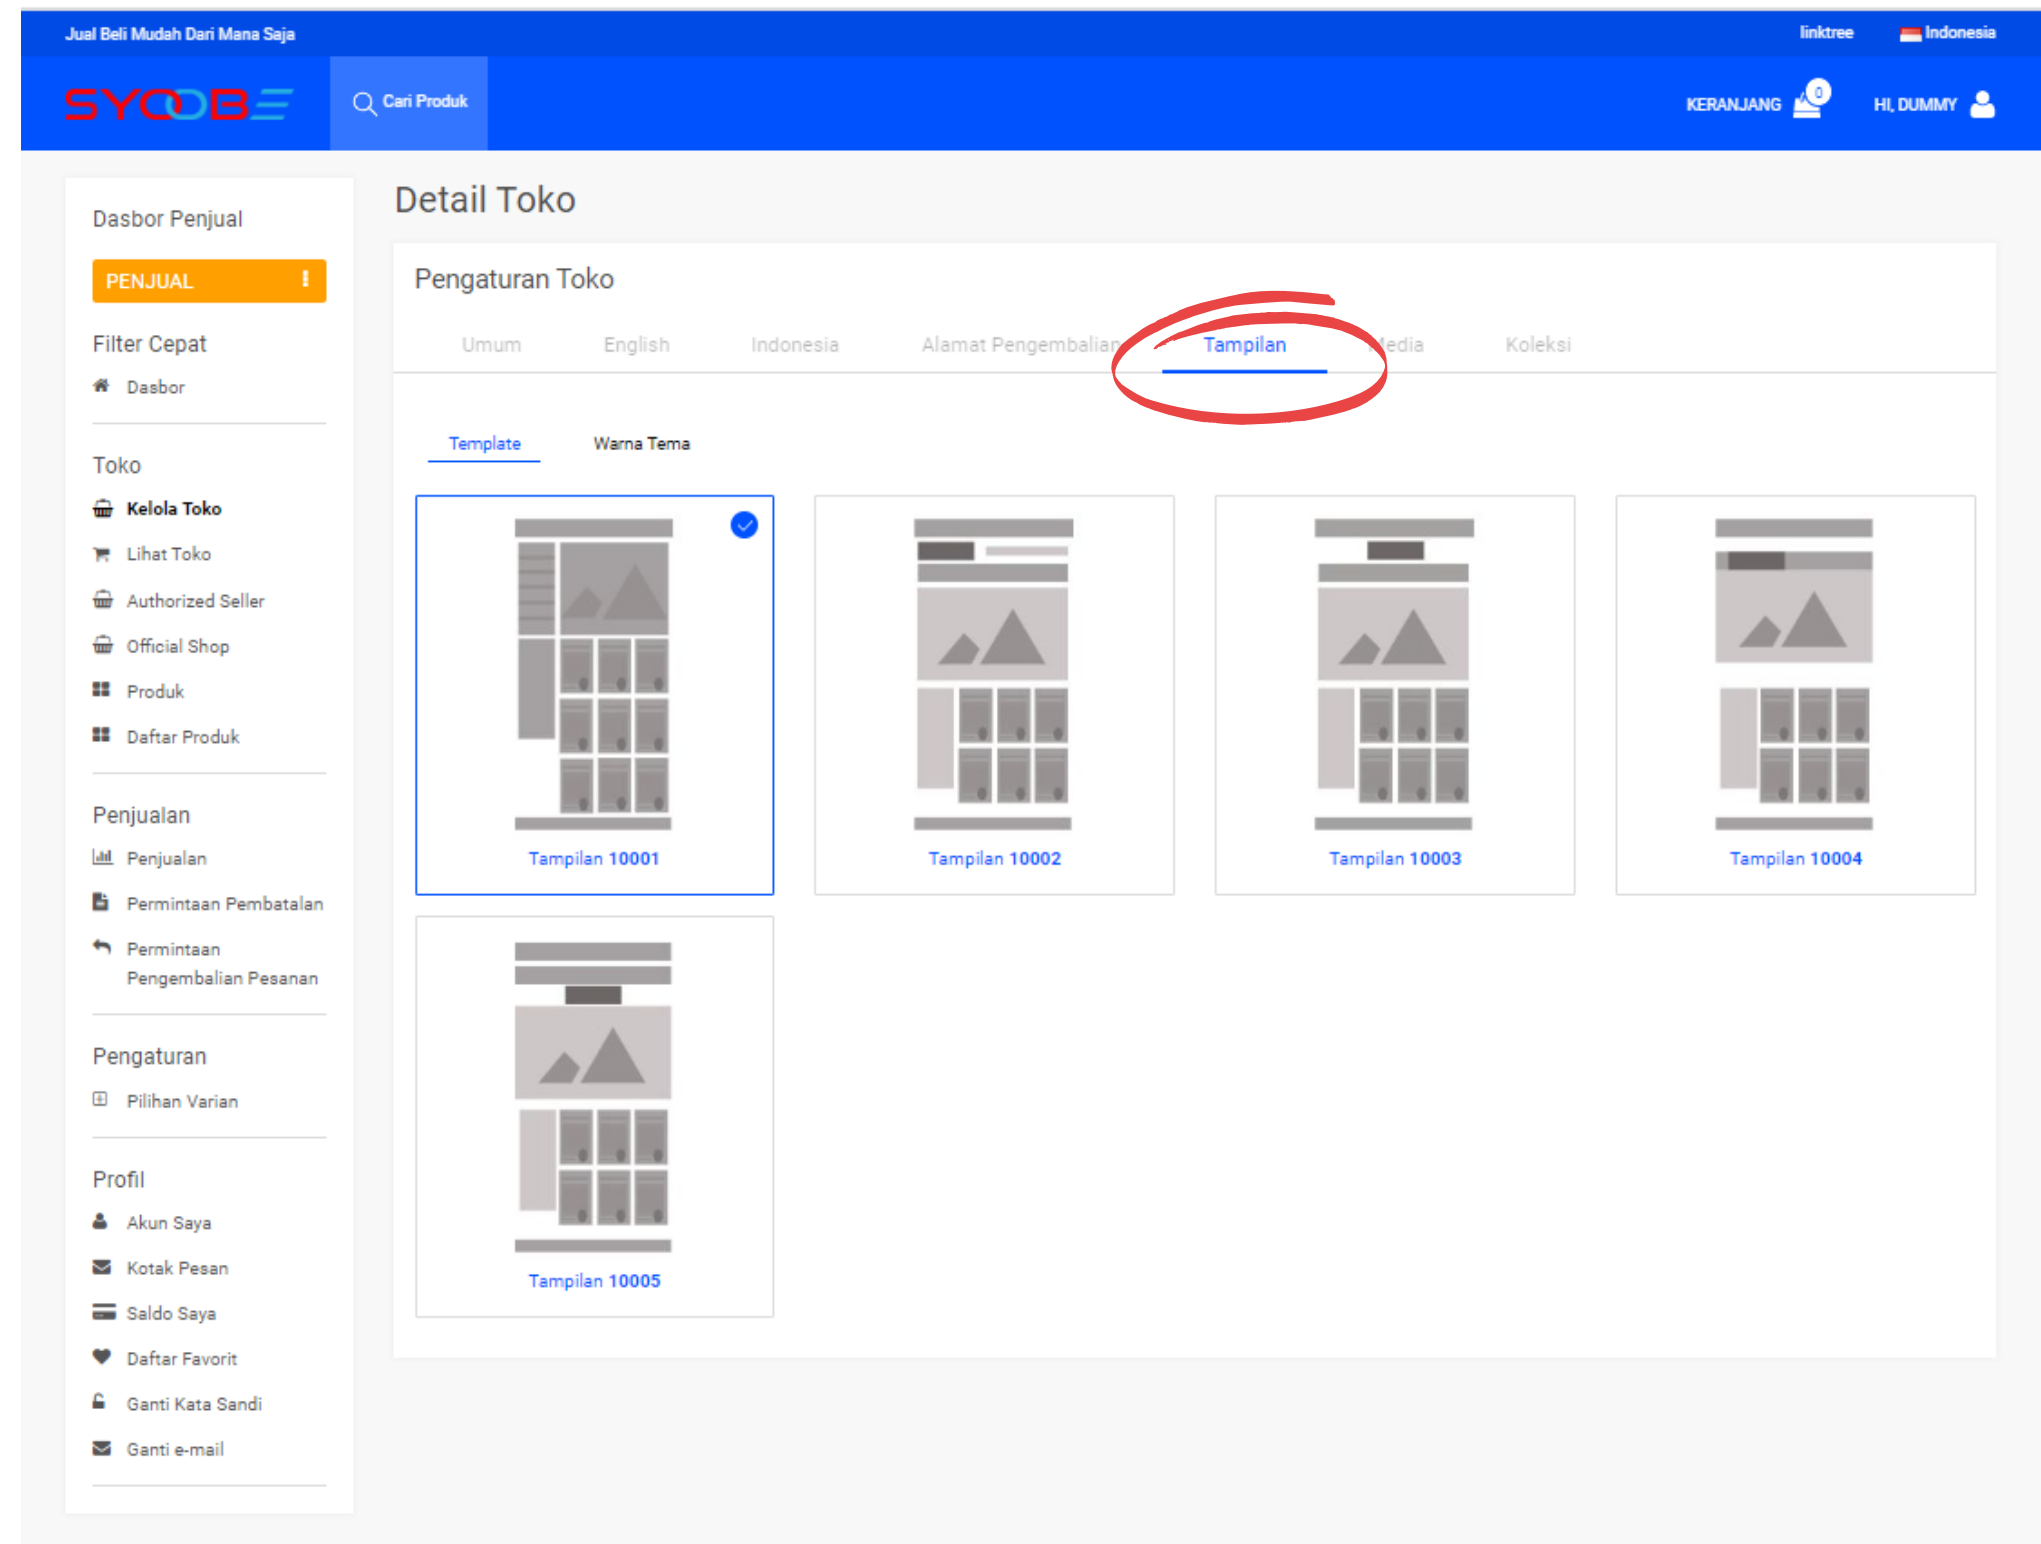 Jual Beli Mudah Dari Mana Saja
linktree
Indonesia
SYOOBE
Cari Produk
KERANJANG 0
HI, DUMMY
Dasbor Penjual
PENJUAL
Filter Cepat
Dasbor
Toko
Kelola Toko
Lihat Toko
Authorized Seller
Official Shop
Produk
Daftar Produk
Penjualan
Penjualan
Permintaan Pembatalan
Permintaan
Pengembalian Pesanan
Pengaturan
Pilihan Varian
Profil
Akun Saya
Kotak Pesan
Saldo Saya
Daftar Favorit
Ganti Kata Sandi
Ganti e-mail
Detail Toko
Pengaturan Toko
Umum English Indonesia Alamat Pengembalian Tampilan Media Koleksi
Template Warna Tema
Tampilan 10001
Tampilan 10002
Tampilan 10003
Tampilan 10004
Tampilan 10005